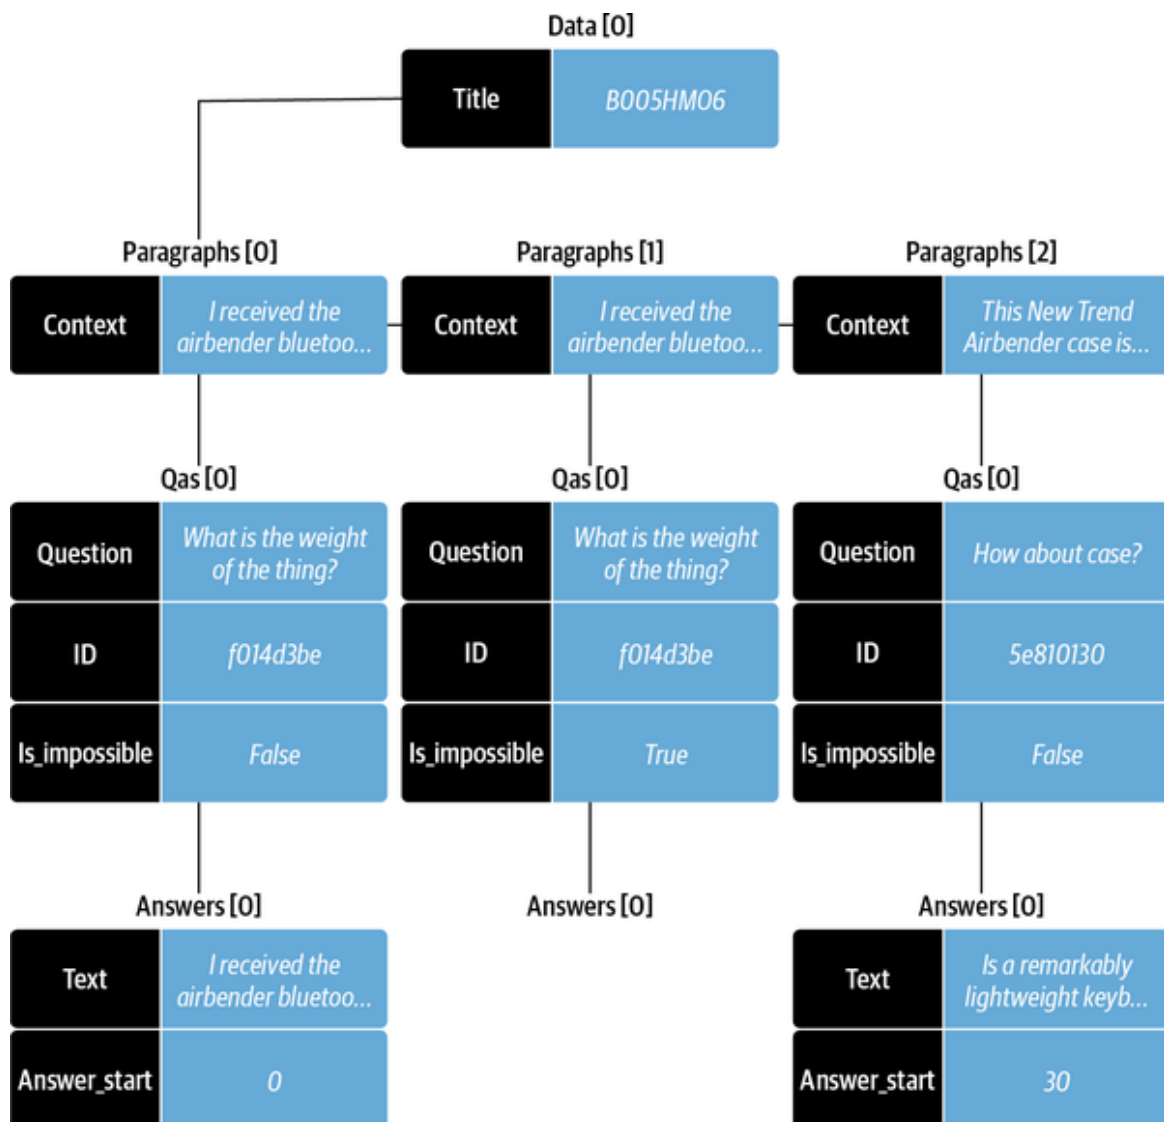 Data [0]
Title
B005HM06
Paragraphs [0]
Paragraphs [1]
Paragraphs [2]
Context
I received the
airbender bluetoo...
Context
I received the
airbender bluetoo...
Context
This New Trend
Airbender case is...
Qas [0]
Qas [0]
Qas [0]
Question
What is the weight
of the thing?
Question
What is the weight
of the thing?
Question
How about case?
ID
f014d3be
ID
f014d3be
ID
5e810130
Is_impossible
False
Is_impossible
True
Is_impossible
False
Answers [0]
Answers [0]
Answers [0]
Text
I received the
airbender bluetoo...
Text
Is a remarkably
lightweight keyb...
Answer_start
0
Answer_start
30